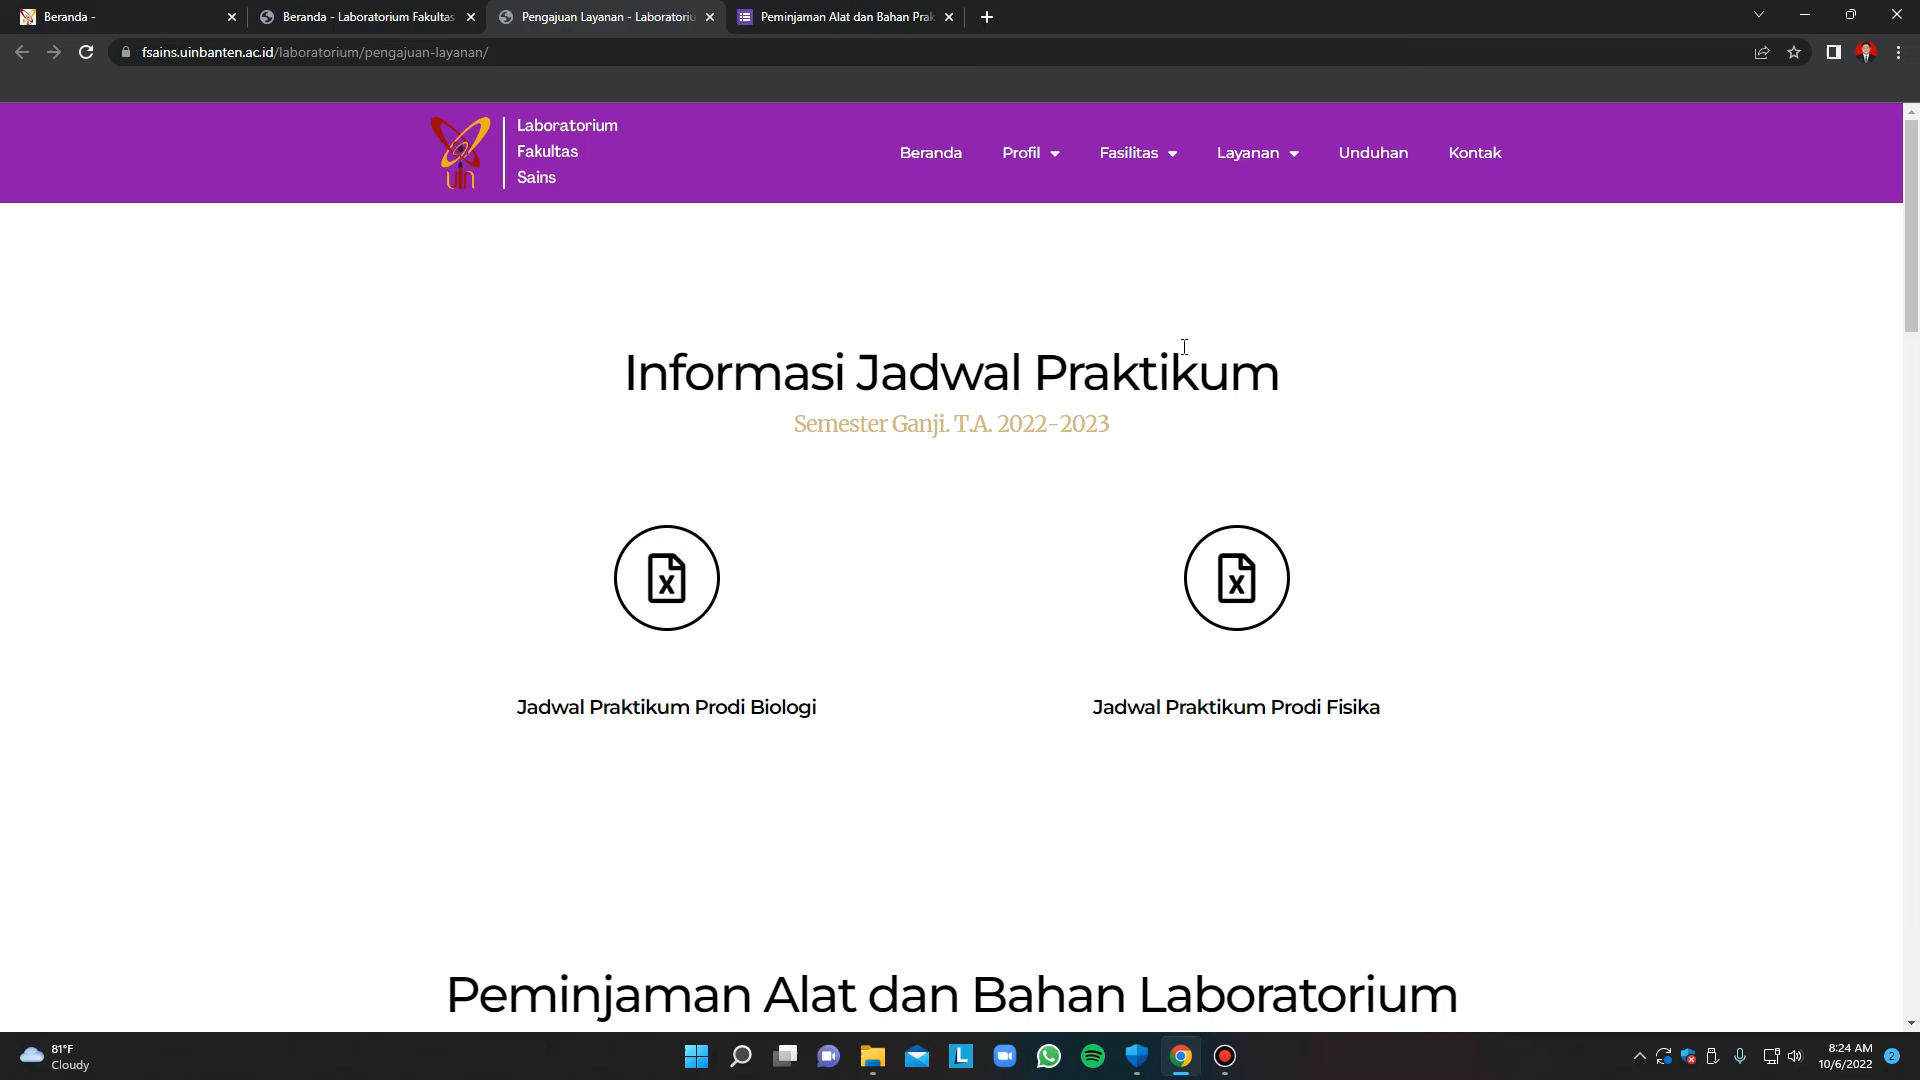 Beranda -
Beranda - Laboratorium Fakultas
Pengajuan Layanan - Laboratoriu
Peminjaman Alat dan Bahan Prak
fsains.uinbanten.ac.id/laboratorium/pengajuan-layanan/
uin
Laboratorium
Fakultas
Sains
Beranda
Profil
Fasilitas
Layanan
Unduhan
Kontak
Informasi Jadwal Praktikum
Semester Ganji. T.A. 2022-2023
X
X
Jadwal Praktikum Prodi Biologi
Jadwal Praktikum Prodi Fisika
Peminjaman Alat dan Bahan Laboratorium
81°F
Cloudy
L
8:24 AM
10/6/2022
2